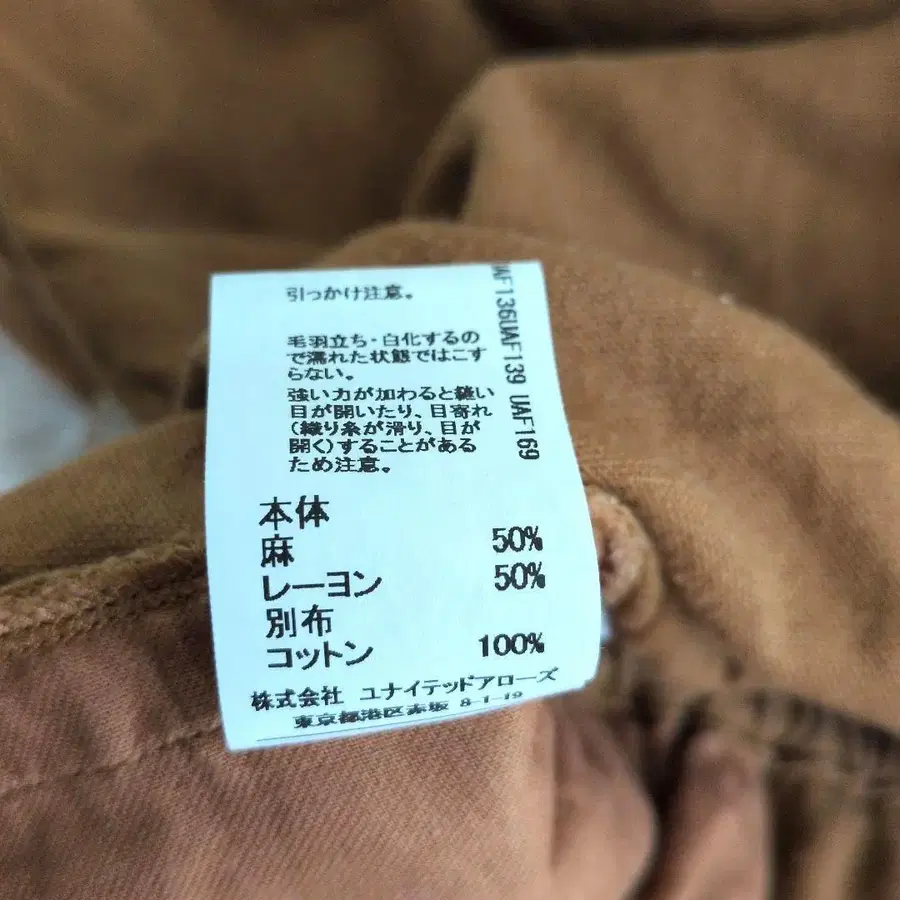 引っかけ注意。
毛羽立ち・白化するの
で濡れた状態ではこす
らない。
強い力が加わると縫い
目が開いたり、目寄れ
(織り糸が滑り、目が
開く)することがある
ため注意。
UAF136UAF139 UAF169
本体
麻 50%
レーヨン 50%
別布
コットン 100%
株式会社 ユナイテッドアローズ
東京都港区赤坂 8-1-19